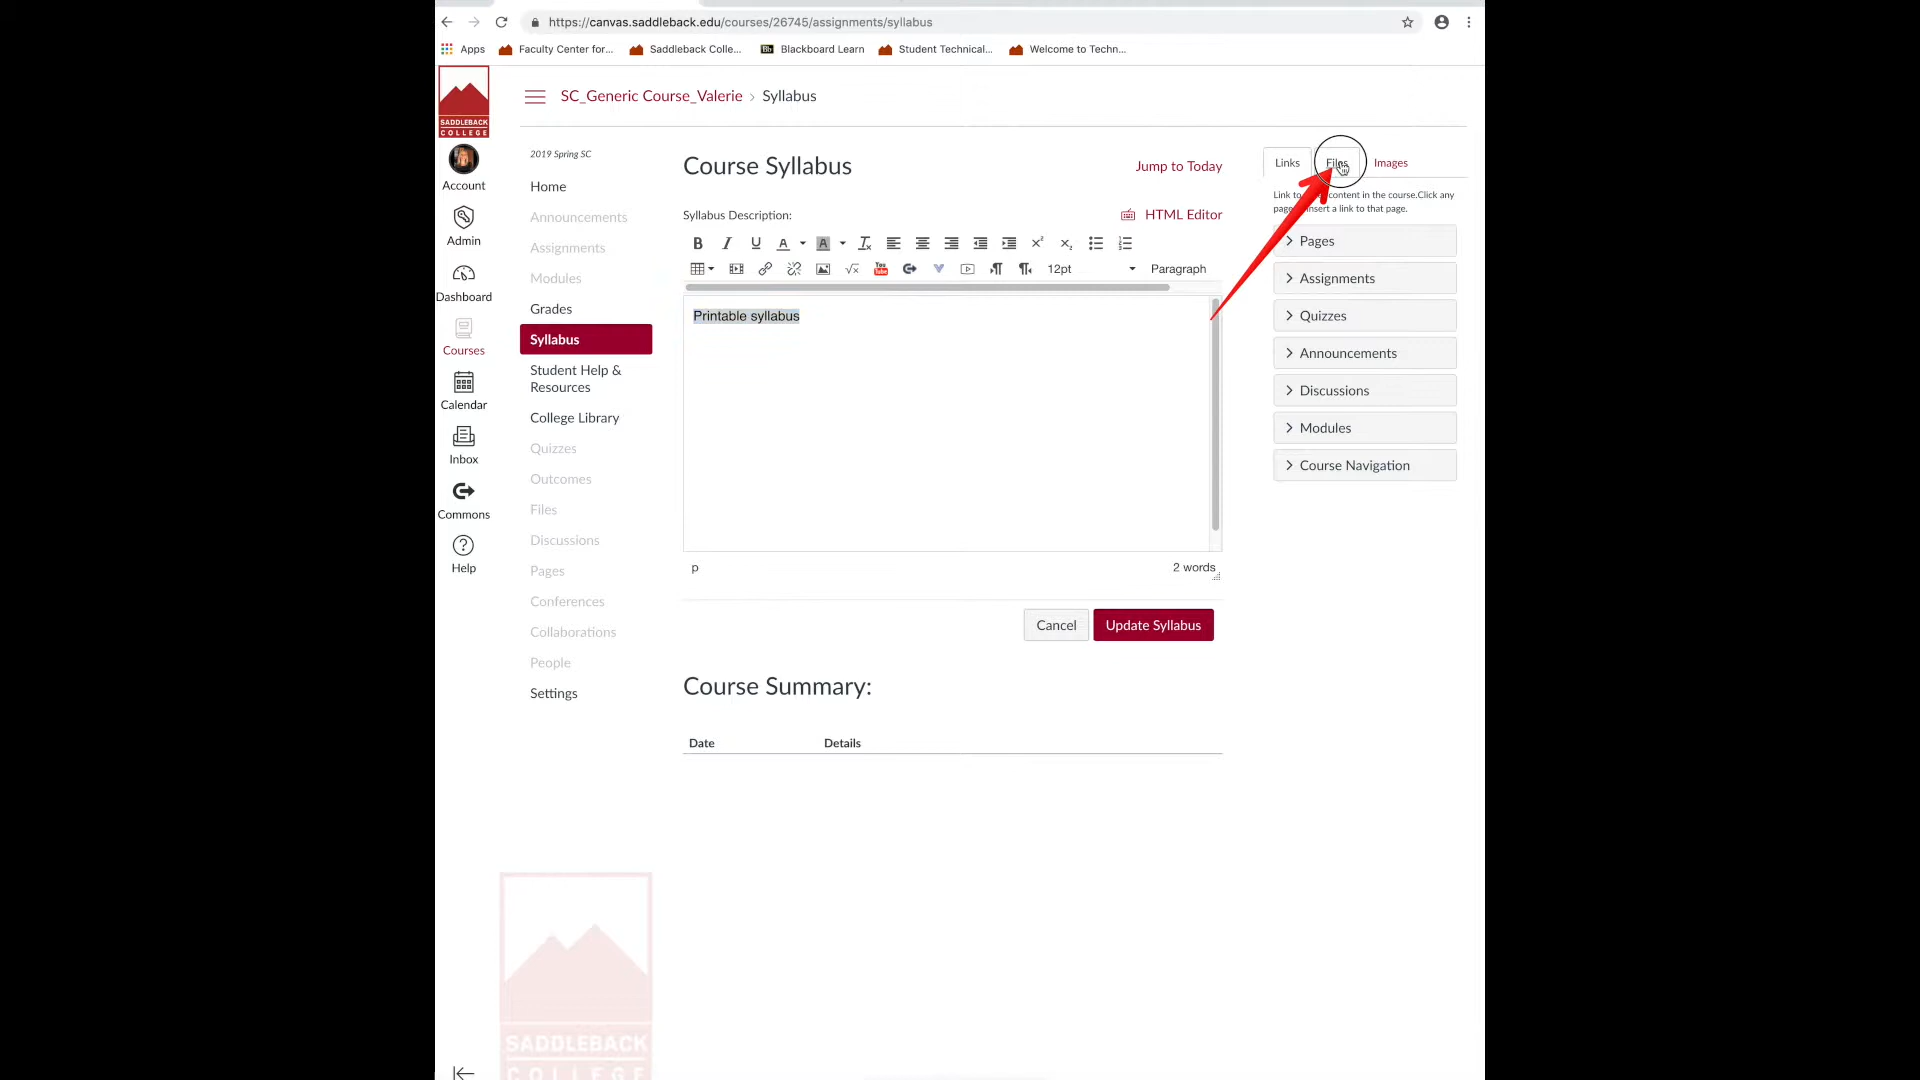 https://canvas.saddleback.edu/courses/26745/assignments/syllabus
Apps
Faculty Center for...
Saddleback Colle...
Blackboard Learn
Student Technical...
Welcome to Techn...
SADDLEBACK
COLLEGE
SC_Generic Course_Valerie › Syllabus
Account
Admin
Dashboard
Courses
Calendar
Inbox
Commons
Help
2019 Spring SC
Home
Announcements
Assignments
Modules
Grades
Syllabus
Student Help &
Resources
College Library
Quizzes
Outcomes
Files
Discussions
Pages
Conferences
Collaborations
People
Settings
Course Syllabus
Jump to Today
Syllabus Description:
HTML Editor
12pt
Paragraph
Printable syllabus
p
2 words
Cancel
Update Syllabus
Course Summary:
Date
Details
Links
Files
Images
Link to content in the course.Click any
page insert a link to that page.
Pages
Assignments
Quizzes
Announcements
Discussions
Modules
Course Navigation
SADDLEBACK
COLLEGE